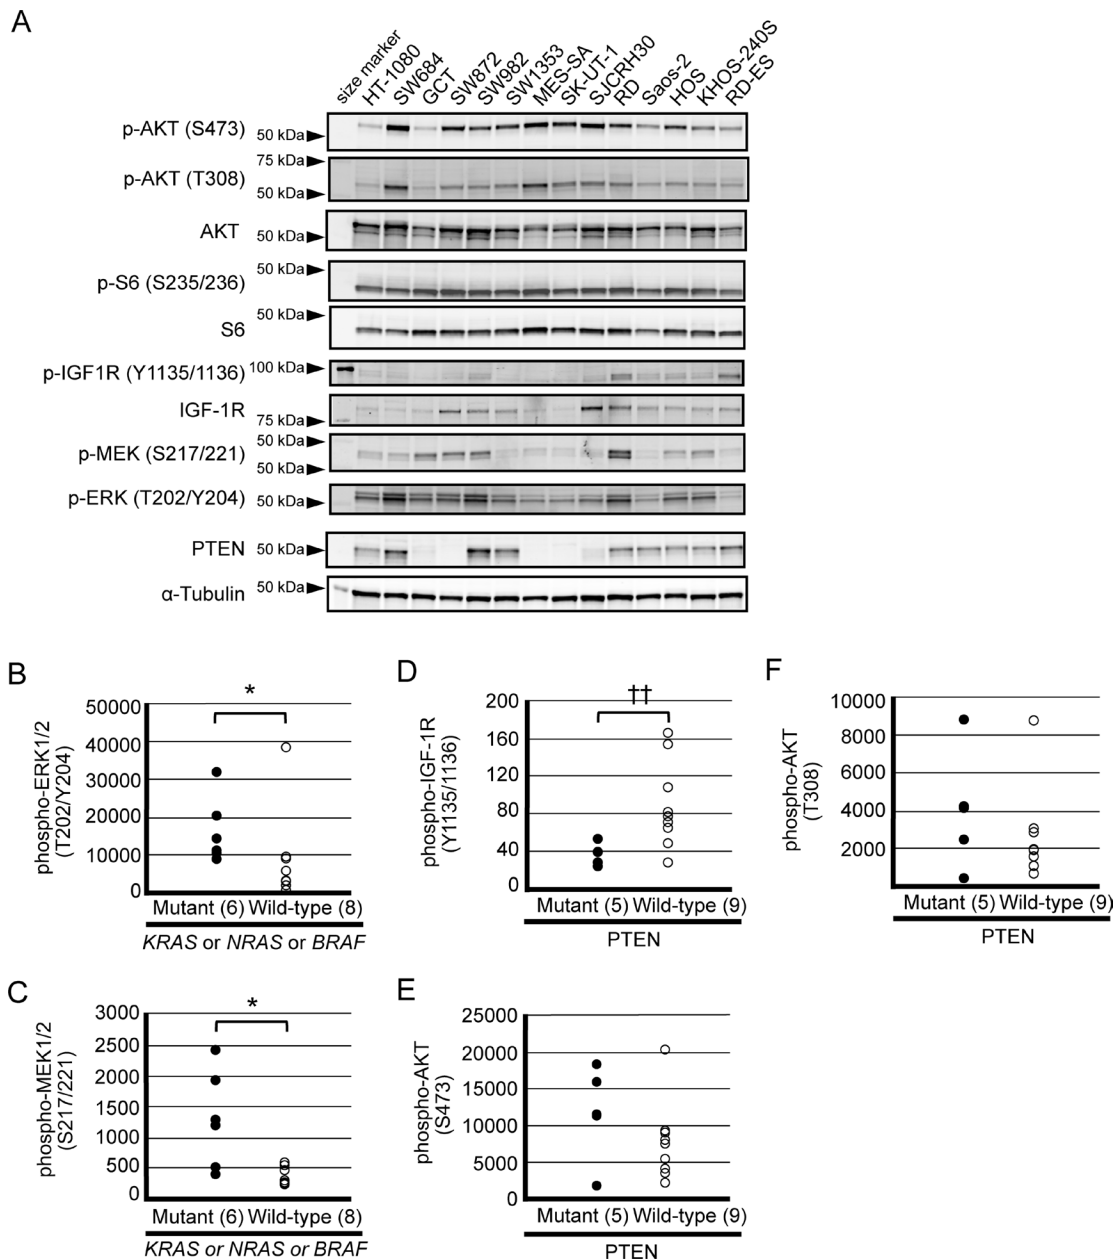 A
size marker
HT-1080
SW684
GCT
SW872
SW982
SW1353
MES-SA
SK-UT-1
SJCRH30
RD
Saos-2
HOS
KHOS-240S
RD-ES
p-AKT (S473)
50 kDa
75 kDa
p-AKT (T308)
50 kDa
AKT
50 kDa
50 kDa
p-S6 (S235/236)
50 kDa
S6
100 kDa
p-IGF1R (Y1135/1136)
IGF-1R
75 kDa
50 kDa
p-MEK (S217/221)
50 kDa
p-ERK (T202/Y204)
50 kDa
PTEN
50 kDa
50 kDa
α-Tubulin
B
phospho-ERK1/2
(T202/Y204)
50000
40000
30000
20000
10000
0
*
Mutant (6) Wild-type (8)
KRAS or NRAS or BRAF
D
phospho-IGF-1R
(Y1135/1136)
200
160
120
80
40
0
††
Mutant (5) Wild-type (9)
PTEN
F
phospho-AKT
(T308)
10000
8000
6000
4000
2000
Mutant (5) Wild-type (9)
PTEN
C
phospho-MEK1/2
(S217/221)
3000
2500
2000
1500
1000
500
0
*
Mutant (6) Wild-type (8)
KRAS or NRAS or BRAF
E
phospho-AKT
(S473)
25000
20000
15000
10000
5000
0
Mutant (5) Wild-type (9)
PTEN